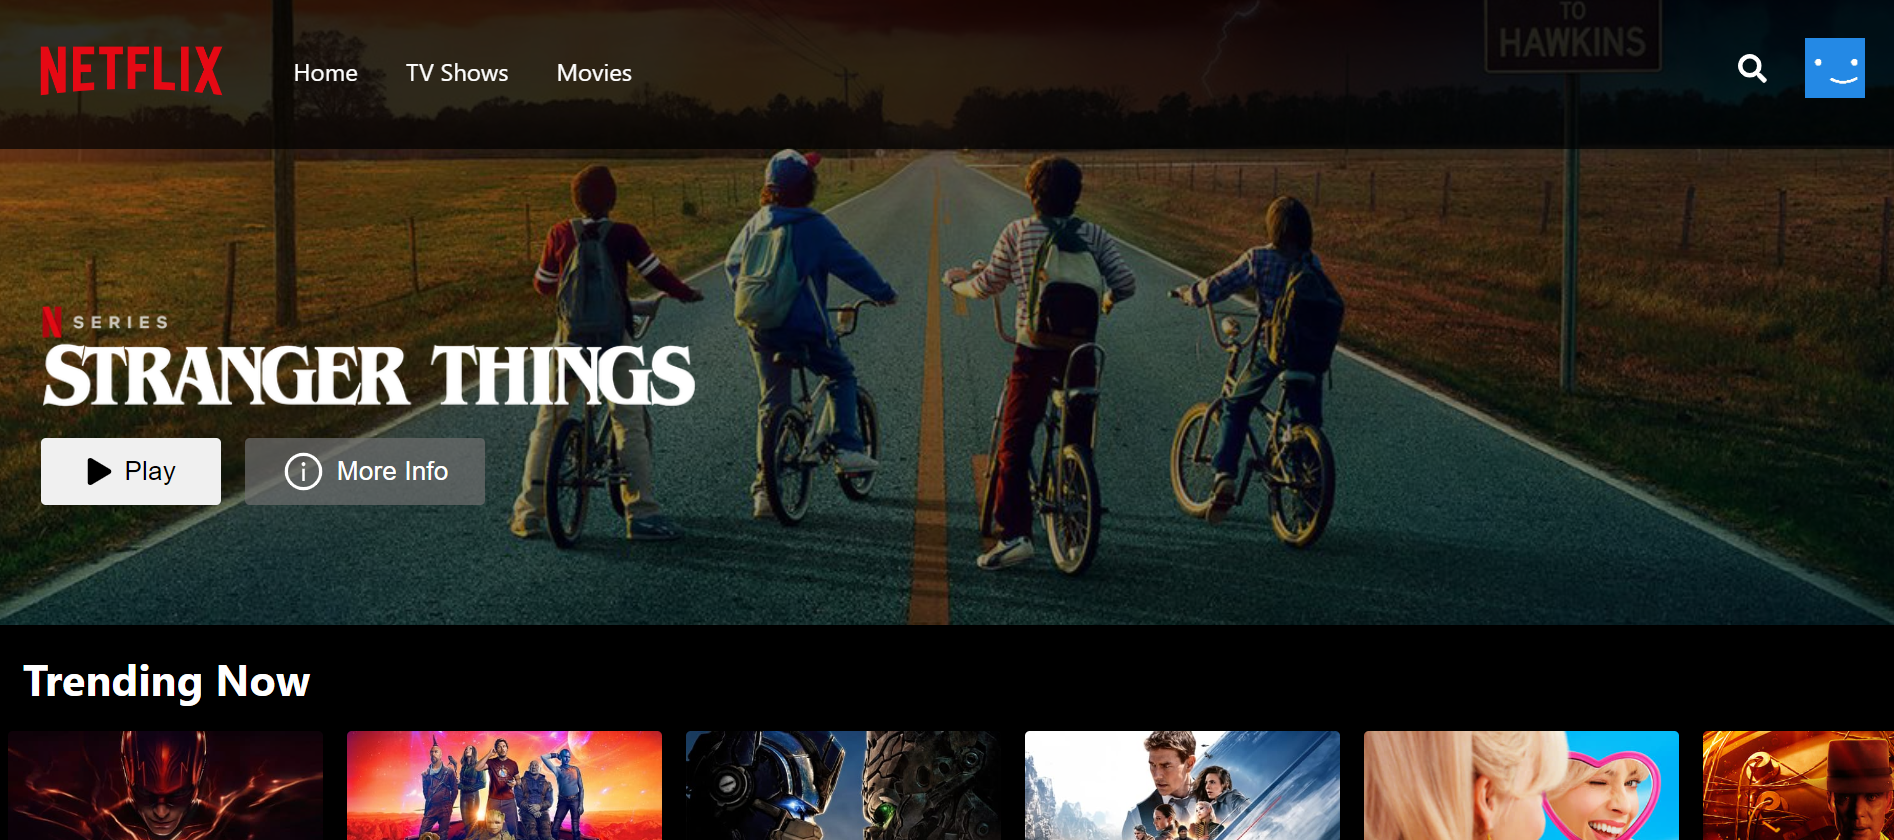 NETFLIX
Home
TV Shows
Movies
TO
HAWKINS
N SERIES
STRANGER THINGS
Play
More Info
Trending Now